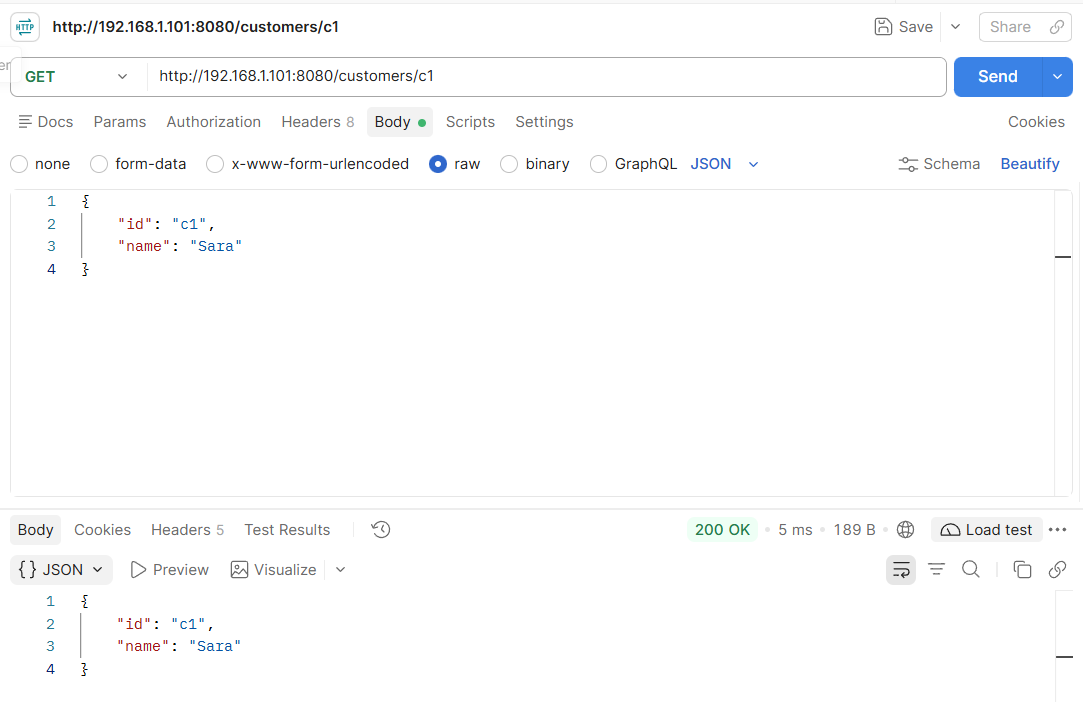 HTTP http://192.168.1.101:8080/customers/c1 Save Share
er
GET http://192.168.1.101:8080/customers/c1 Send
Docs Params Authorization Headers 8 Body Scripts Settings Cookies
none form-data x-www-form-urlencoded raw binary GraphQL JSON Schema Beautify
1 {
2 "id": "c1",
3 "name": "Sara"
4 }
Body Cookies Headers 5 Test Results 200 OK 5 ms 189 B Load test
{} JSON Preview Visualize
1 {
2 "id": "c1",
3 "name": "Sara"
4 }